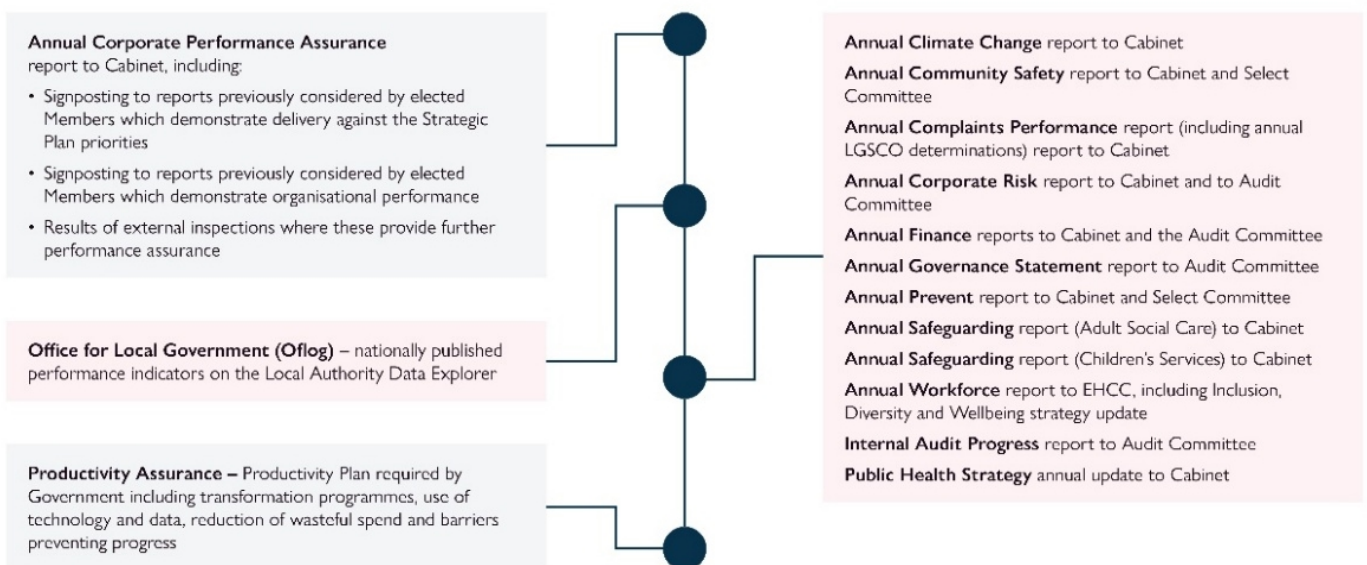 Annual Corporate Performance Assurance
report to Cabinet, including:
• Signposting to reports previously considered by elected
Members which demonstrate delivery against the Strategic
Plan priorities
• Signposting to reports previously considered by elected
Members which demonstrate organisational performance
• Results of external inspections where these provide further
performance assurance
Office for Local Government (Oflog) – nationally published
performance indicators on the Local Authority Data Explorer
Productivity Assurance – Productivity Plan required by
Government including transformation programmes, use of
technology and data, reduction of wasteful spend and barriers
preventing progress
Annual Climate Change report to Cabinet
Annual Community Safety report to Cabinet and Select
Committee
Annual Complaints Performance report (including annual
LGSCO determinations) report to Cabinet
Annual Corporate Risk report to Cabinet and to Audit
Committee
Annual Finance reports to Cabinet and the Audit Committee
Annual Governance Statement report to Audit Committee
Annual Prevent report to Cabinet and Select Committee
Annual Safeguarding report (Adult Social Care) to Cabinet
Annual Safeguarding report (Children's Services) to Cabinet
Annual Workforce report to EHCC, including Inclusion,
Diversity and Wellbeing strategy update
Internal Audit Progress report to Audit Committee
Public Health Strategy annual update to Cabinet